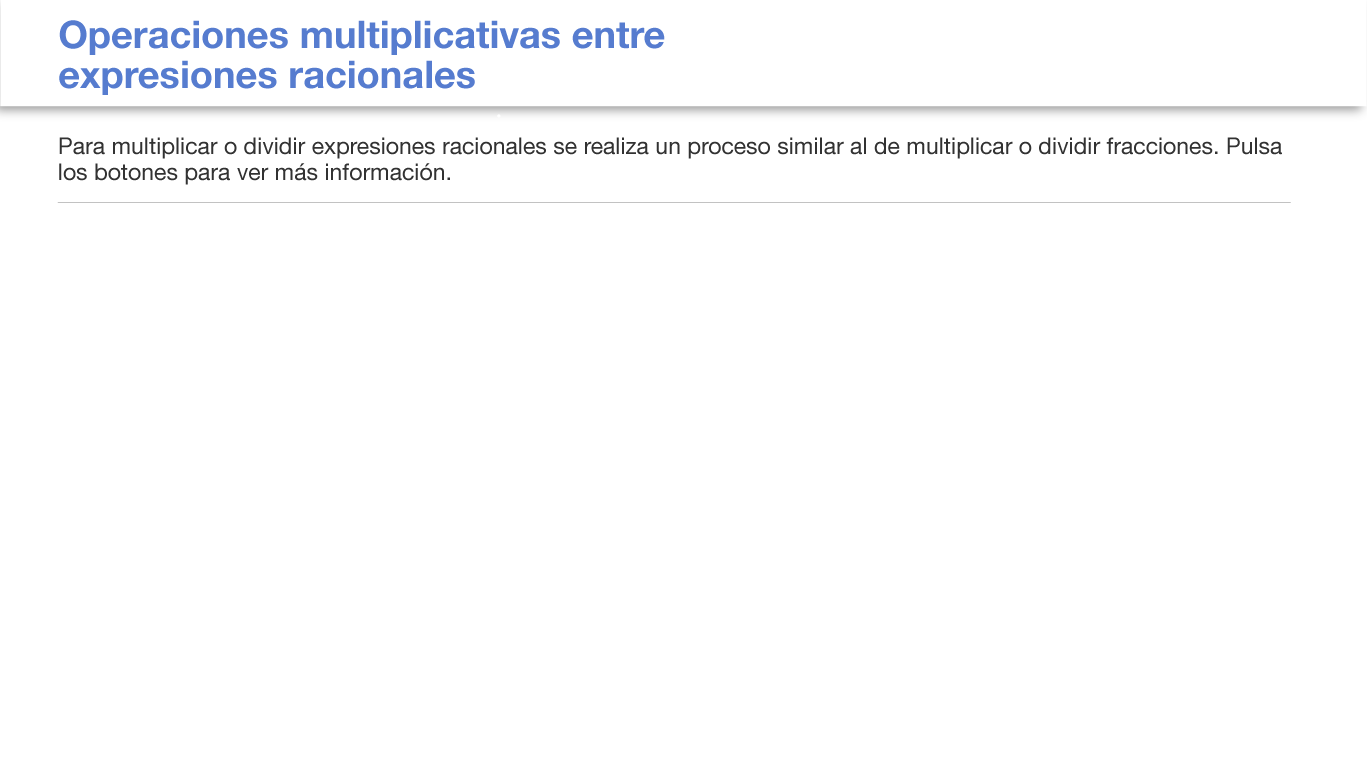 Operaciones multiplicativas entre
expresiones racionales
Para multiplicar o dividir expresiones racionales se realiza un proceso similar al de multiplicar o dividir fracciones. Pulsa
los botones para ver más información.